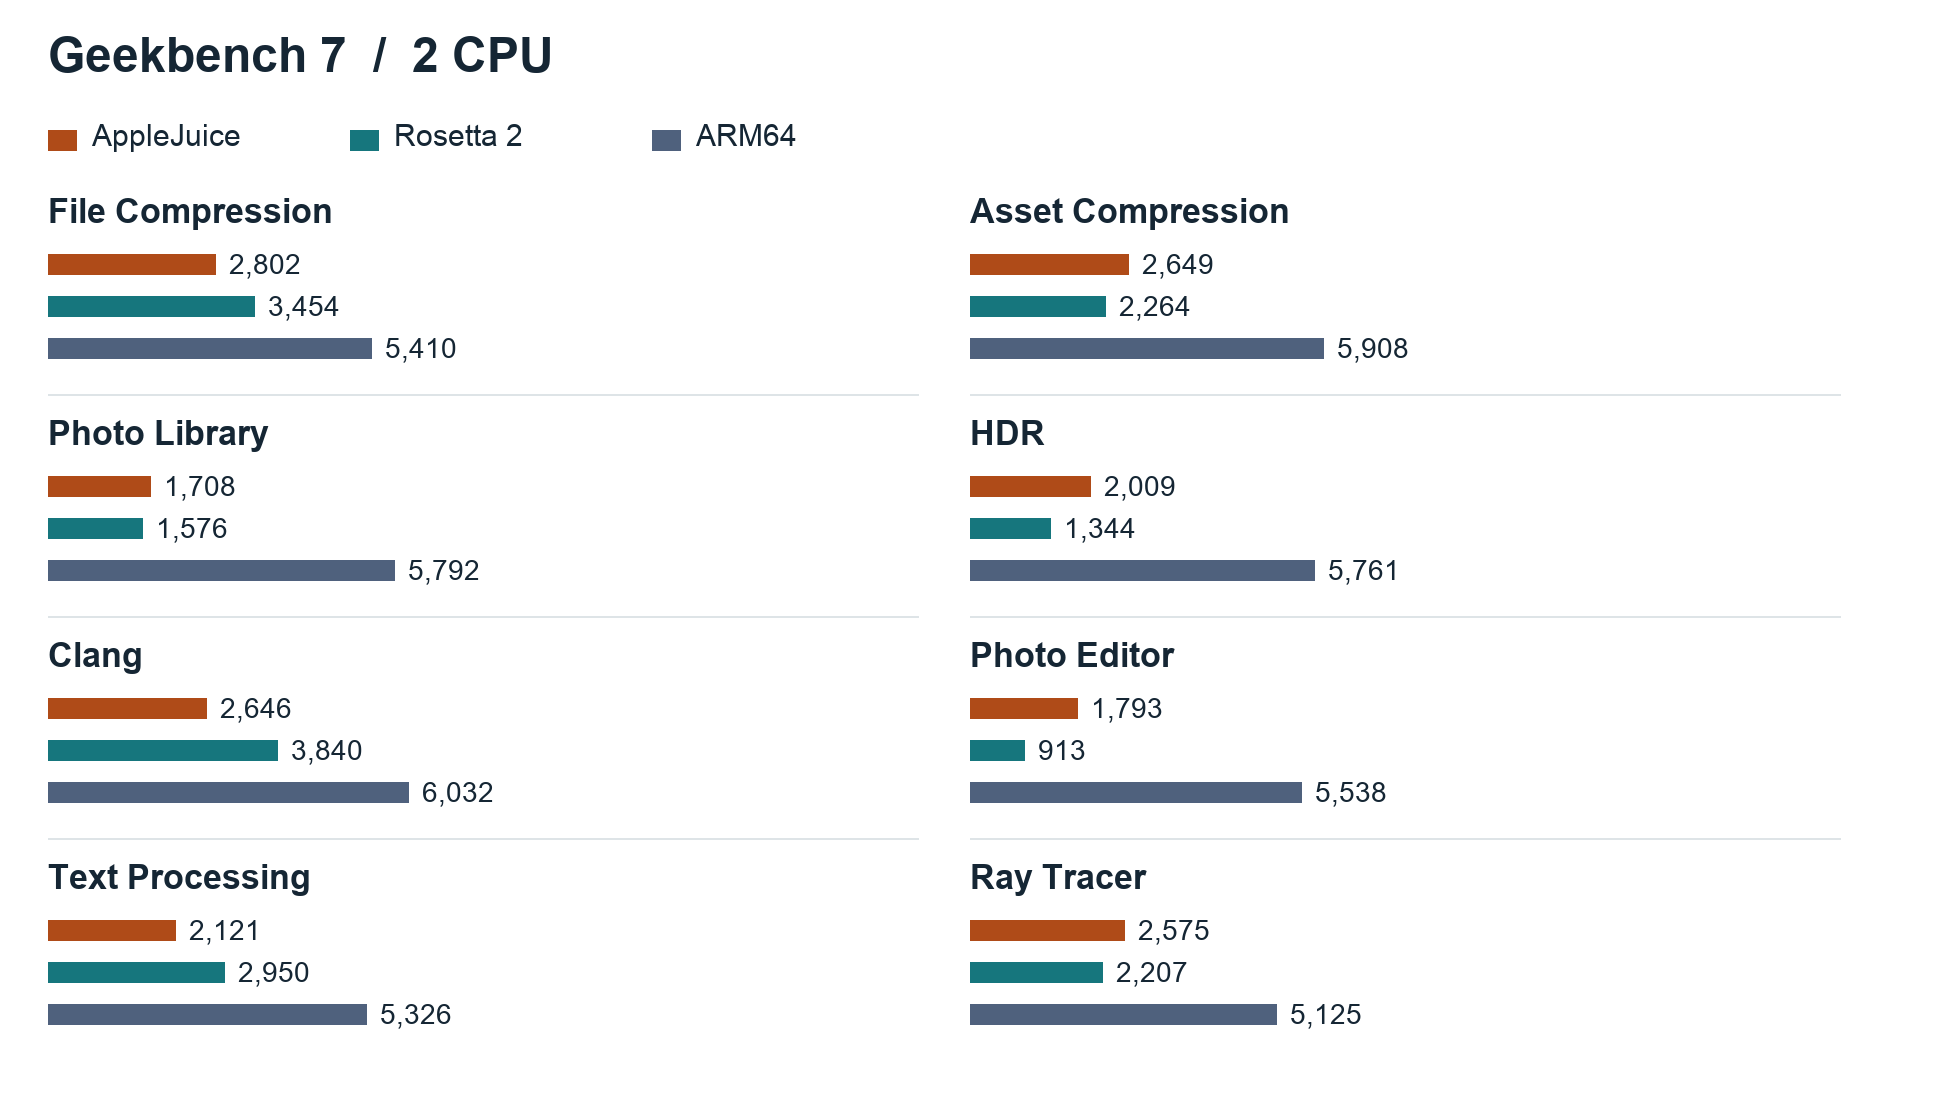 Geekbench 7 / 2 CPU
AppleJuice
Rosetta 2
ARM64
File Compression
2,802
3,454
5,410
Asset Compression
2,649
2,264
5,908
Photo Library
1,708
1,576
5,792
HDR
2,009
1,344
5,761
Clang
2,646
3,840
6,032
Photo Editor
1,793
913
5,538
Text Processing
2,121
2,950
5,326
Ray Tracer
2,575
2,207
5,125